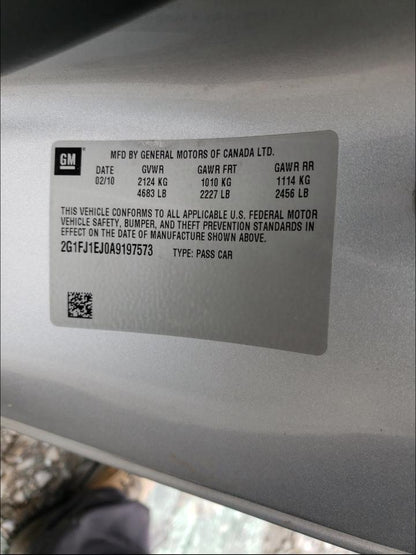 GM
MFD BY GENERAL MOTORS OF CANADA LTD.
DATE GVWR GAWR FRT GAWR RR
02/10 2124 KG 1010 KG 1114 KG
4683 LB 2227 LB 2456 LB
THIS VEHICLE CONFORMS TO ALL APPLICABLE U.S. FEDERAL MOTOR
VEHICLE SAFETY, BUMPER, AND THEFT PREVENTION STANDARDS IN
EFFECT ON THE DATE OF MANUFACTURE SHOWN ABOVE.
2G1FJ1EJ0A9197573 TYPE: PASS CAR